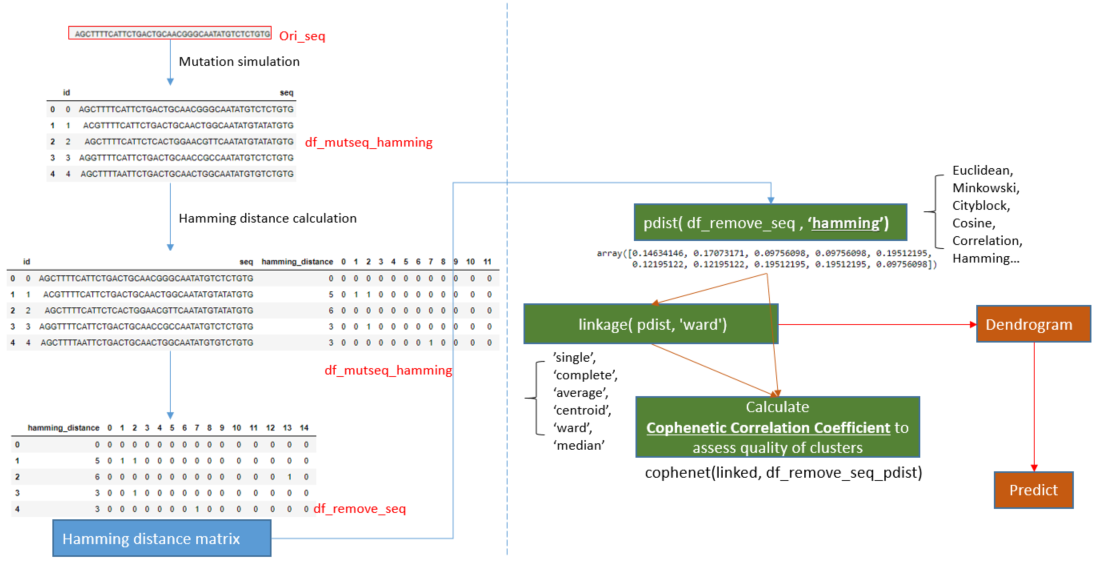 AGCTTTTCATTCTGACTGCAACGGGCAATATGTCTCTGTG
Ori_seq
Mutation simulation
id seq
0 0 AGCTTTTCATTCTGACTGCAACGGGCAATATGTCTCTGTG
1 1 ACGTTTTCATTCTGACTGCAACTGGCAATATGTATATGTG
2 2 AGCTTTTCATTCTCACTGGAACGTTCAATATGTATATGTG
3 3 AGGTTTTCATTCTGACTGCAACCGCCAATATGTCTCTGTG
4 4 AGCTTTTAATTCTGACTGCAACTGGCAATATGTGTCTGTG
df_mutseq_hamming
Hamming distance calculation
id seq hamming_distance 0 1 2 3 4 5 6 7 8 9 10 11
0 0 AGCTTTTCATTCTGACTGCAACGGGCAATATGTCTCTGTG 0 0 0 0 0 0 0 0 0 0 0 0 0
1 1 ACGTTTTCATTCTGACTGCAACTGGCAATATGTATATGTG 5 0 1 1 0 0 0 0 0 0 0 0 0
2 2 AGCTTTTCATTCTCACTGGAACGTTCAATATGTATATGTG 6 0 0 0 0 0 0 0 0 0 0 0 0
3 3 AGGTTTTCATTCTGACTGCAACCGCCAATATGTCTCTGTG 3 0 0 1 0 0 0 0 0 0 0 0 0
4 4 AGCTTTTAATTCTGACTGCAACTGGCAATATGTGTCTGTG 3 0 0 0 0 0 0 0 1 0 0 0 0
df_mutseq_hamming
hamming_distance 0 1 2 3 4 5 6 7 8 9 10 11 12 13 14
0 0 0 0 0 0 0 0 0 0 0 0 0 0 0 0 0
1 5 0 1 1 0 0 0 0 0 0 0 0 0 0 0 0
2 6 0 0 0 0 0 0 0 0 0 0 0 0 0 1 0
3 3 0 0 1 0 0 0 0 0 0 0 0 0 0 0 0
4 3 0 0 0 0 0 0 0 1 0 0 0 0 0 0 0
df_remove_seq
Hamming distance matrix
pdist( df_remove_seq , ‘hamming’)
Euclidean,
Minkowski,
Cityblock,
Cosine,
Correlation,
Hamming...
array([0.14634146, 0.17073171, 0.09756098, 0.09756098, 0.19512195,
0.12195122, 0.12195122, 0.19512195, 0.19512195, 0.09756098])
linkage( pdist, 'ward')
Dendrogram
’single’,
‘complete’,
‘average’,
‘centroid’,
‘ward’,
‘median’
Calculate
Cophenetic Correlation Coefficient to
assess quality of clusters
cophenet(linked, df_remove_seq_pdist)
Predict